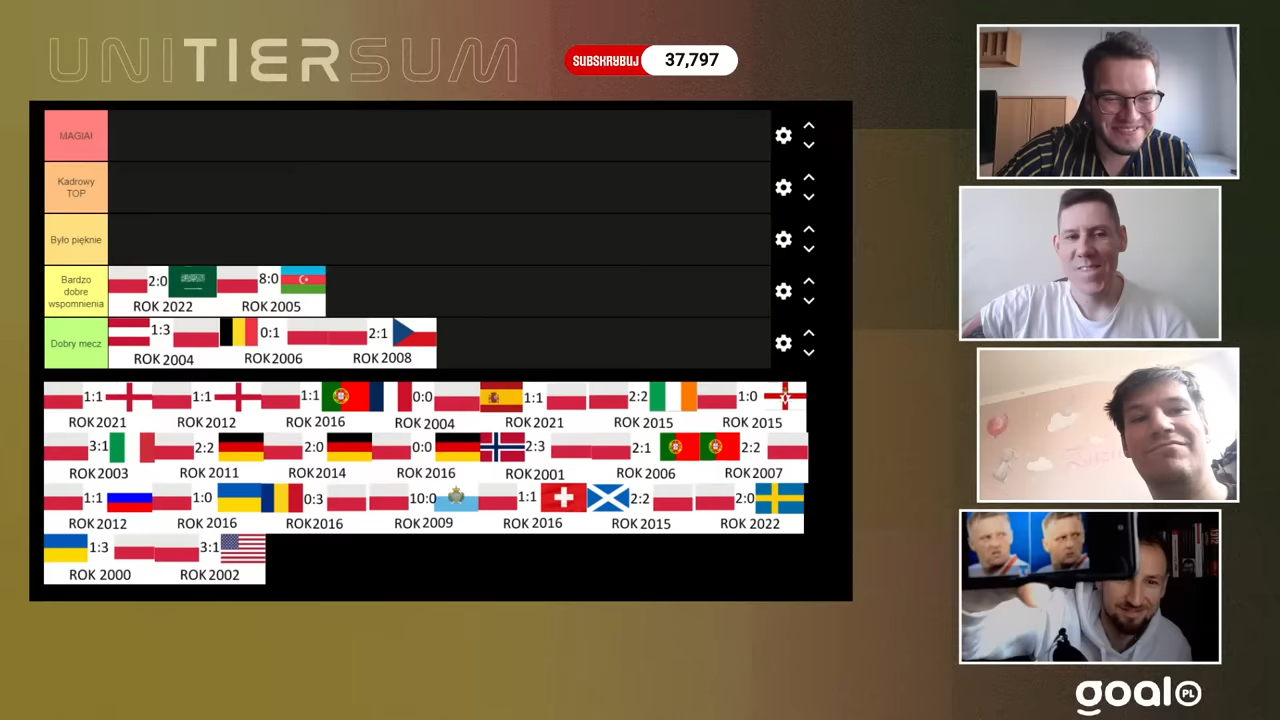 UNITIERSUM
SUBSKRYBUJ 37,797
MAGIA!
Kadrowy
TOP
Było pięknie
Bardzo
dobre
wspomnienia
2:0 8:0
ROK 2022 ROK 2005
Dobry mecz
1:3 0:1 2:1
ROK 2004 ROK 2006 ROK 2008
1:1 1:1 1:1 0:0 1:1 2:2 1:0
ROK 2021 ROK 2012 ROK 2016 ROK 2004 ROK 2021 ROK 2015 ROK 2015
3:1 2:2 2:0 0:0 2:3 2:1 2:2
ROK 2003 ROK 2011 ROK 2014 ROK 2016 ROK 2001 ROK 2006 ROK 2007
1:1 1:0 0:3 10:0 1:1 2:2 2:0
ROK 2012 ROK 2016 ROK 2016 ROK 2009 ROK 2016 ROK 2015 ROK 2022
1:3 3:1
ROK 2000 ROK 2002
goal PL